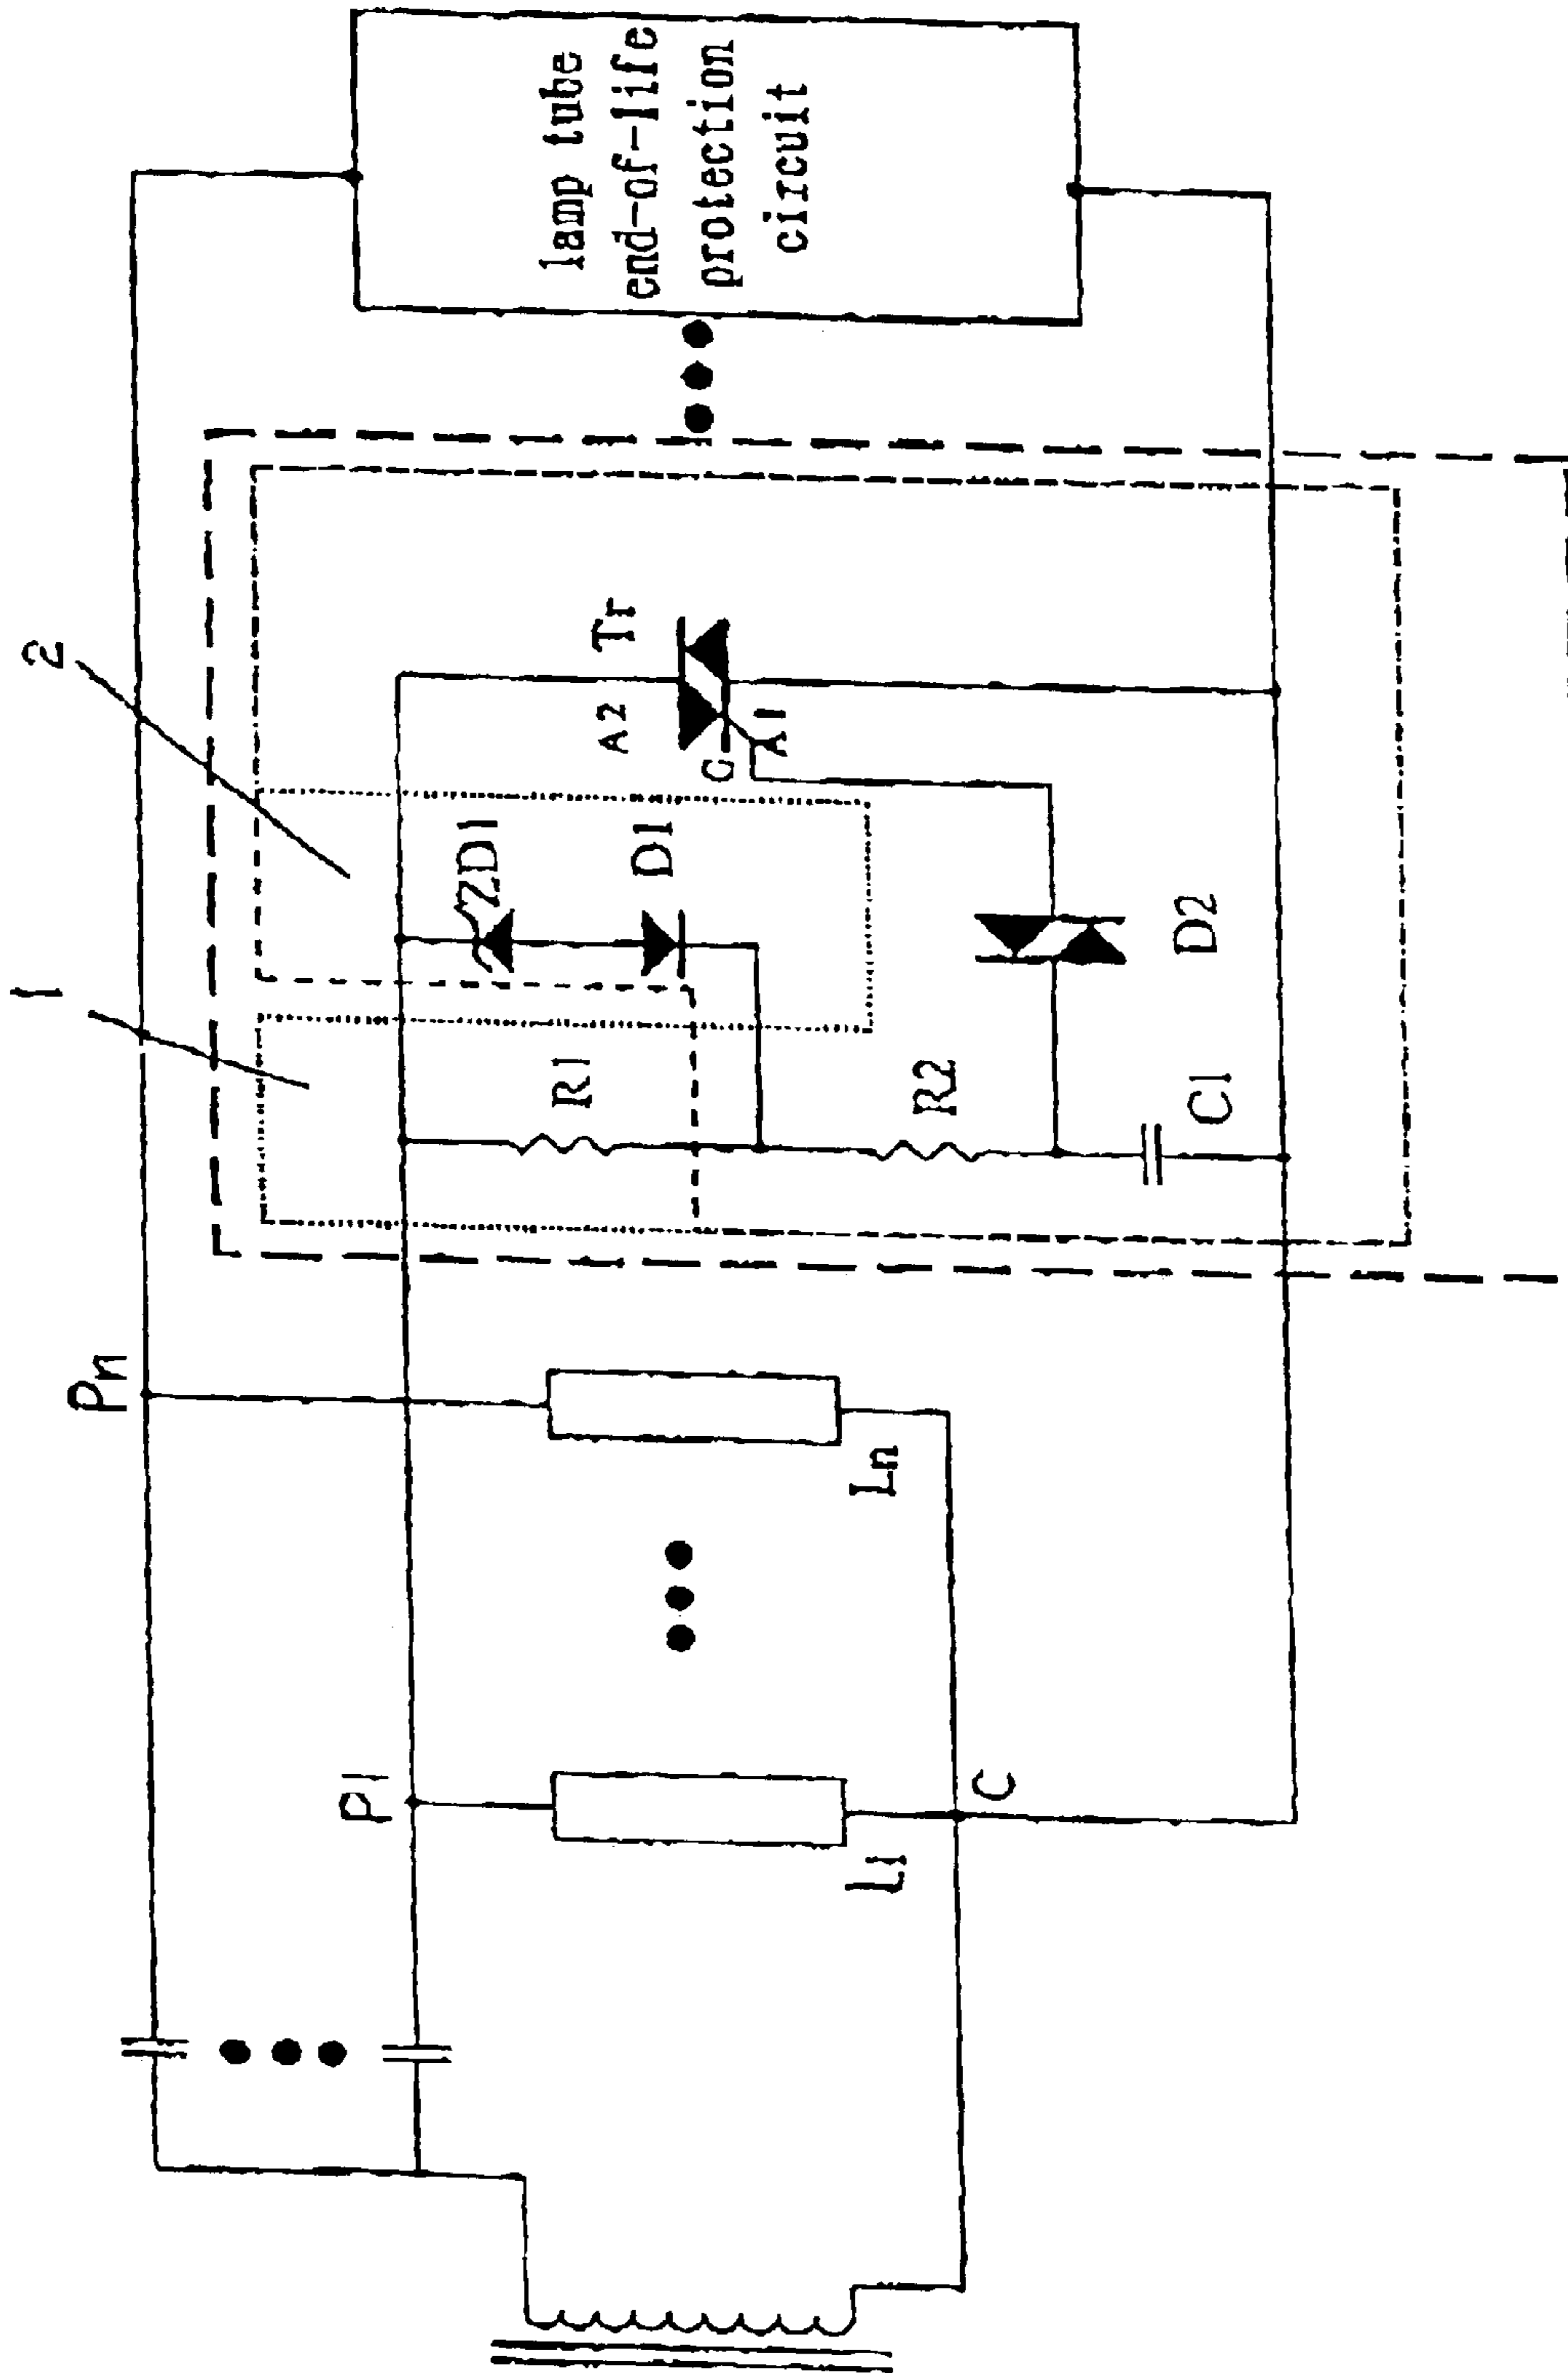 lamp tube
end-of-life
protection
circuit
2
1
Tr
A2
G
A1
ZD1
D1
D2
R1
R2
C1
Pn
Ln
P1
L1
C